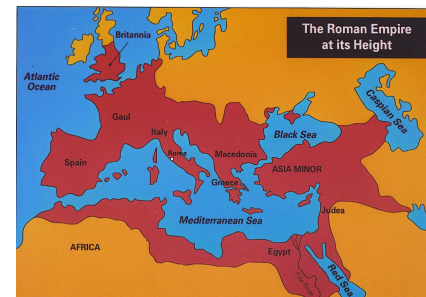 The Roman Empire
at its Height
Britannia
Atlantic
Ocean
Caspian Sea
Gaul
Italy
Black Sea
Rome
Macedonia
Spain
ASIA MINOR
Greece
Judea
Mediterranean Sea
AFRICA
Egypt
Red Sea